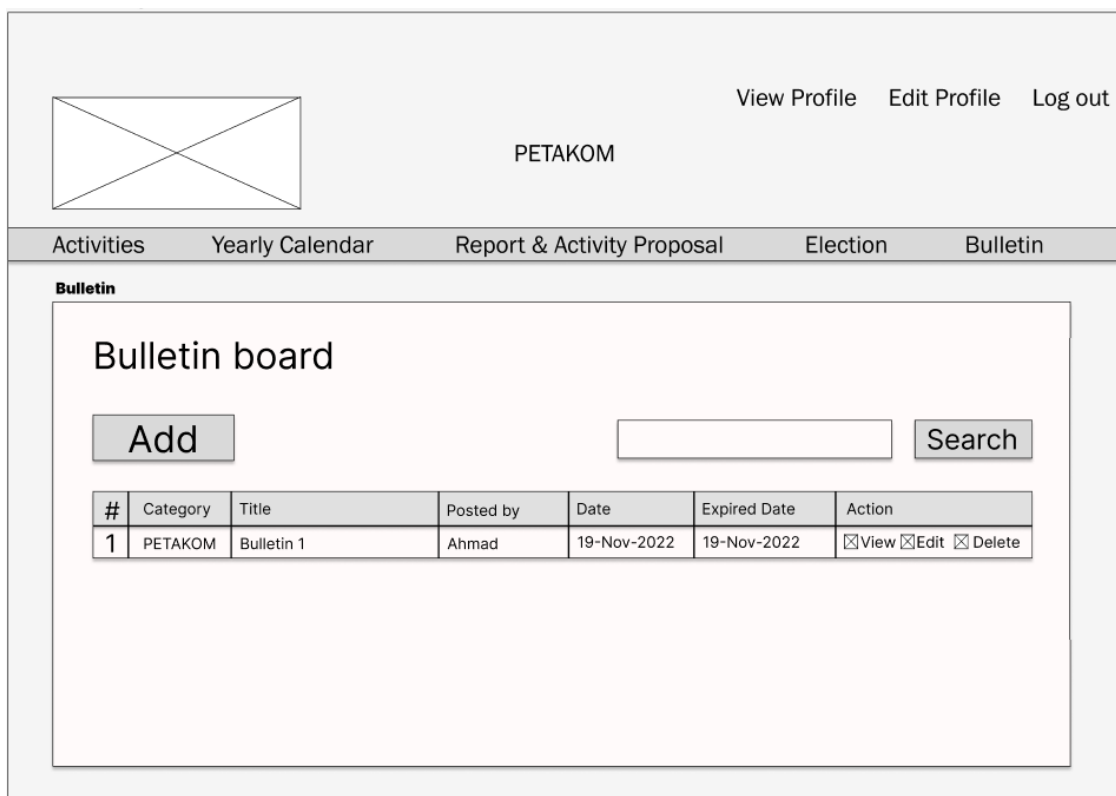 View Profile Edit Profile Log out
PETAKOM
Activities Yearly Calendar Report & Activity Proposal Election Bulletin
Bulletin
Bulletin board
Add Search
# Category Title Posted by Date Expired Date Action
1 PETAKOM Bulletin 1 Ahmad 19-Nov-2022 19-Nov-2022 View Edit Delete